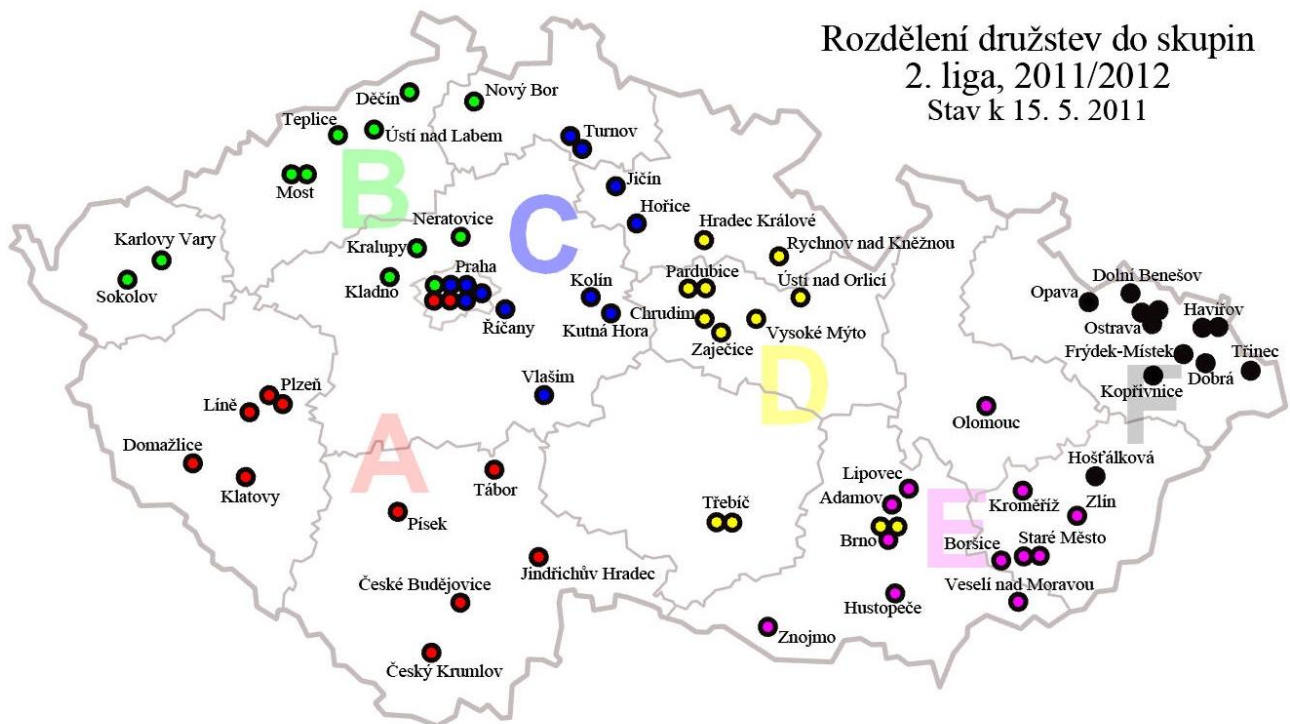 Rozdělení družstev do skupin
2. liga, 2011/2012
Stav k 15. 5. 2011
Děčín
Nový Bor
Teplice
Ústí nad Labem
Turnov
B
Most
Jičín
C
Hořice
Neratovice
Hradec Králové
Karlovy Vary
Kralupy
Rychnov nad Kněžnou
Praha
Pardubice
Kolín
Ústí nad Orlicí
Dolní Benešov
Sokolov
Kladno
Opava
Chrudim
Havířov
Říčany
Kutná Hora
Vysoké Mýto
Ostrava
Zaječice
Frýdek-Místek
Třinec
Vlašim
D
Dobrá
Plzeň
Kopřivnice
Líně
F
Olomouc
Domažlice
A
Hošťálková
Klatovy
Tábor
Lipovec
Adamov
Kroměříž
Třebíč
Zlín
Písek
E
Brno
Boršice
Staré Město
Jindřichův Hradec
České Budějovice
Veselí nad Moravou
Hustopeče
Znojmo
Český Krumlov